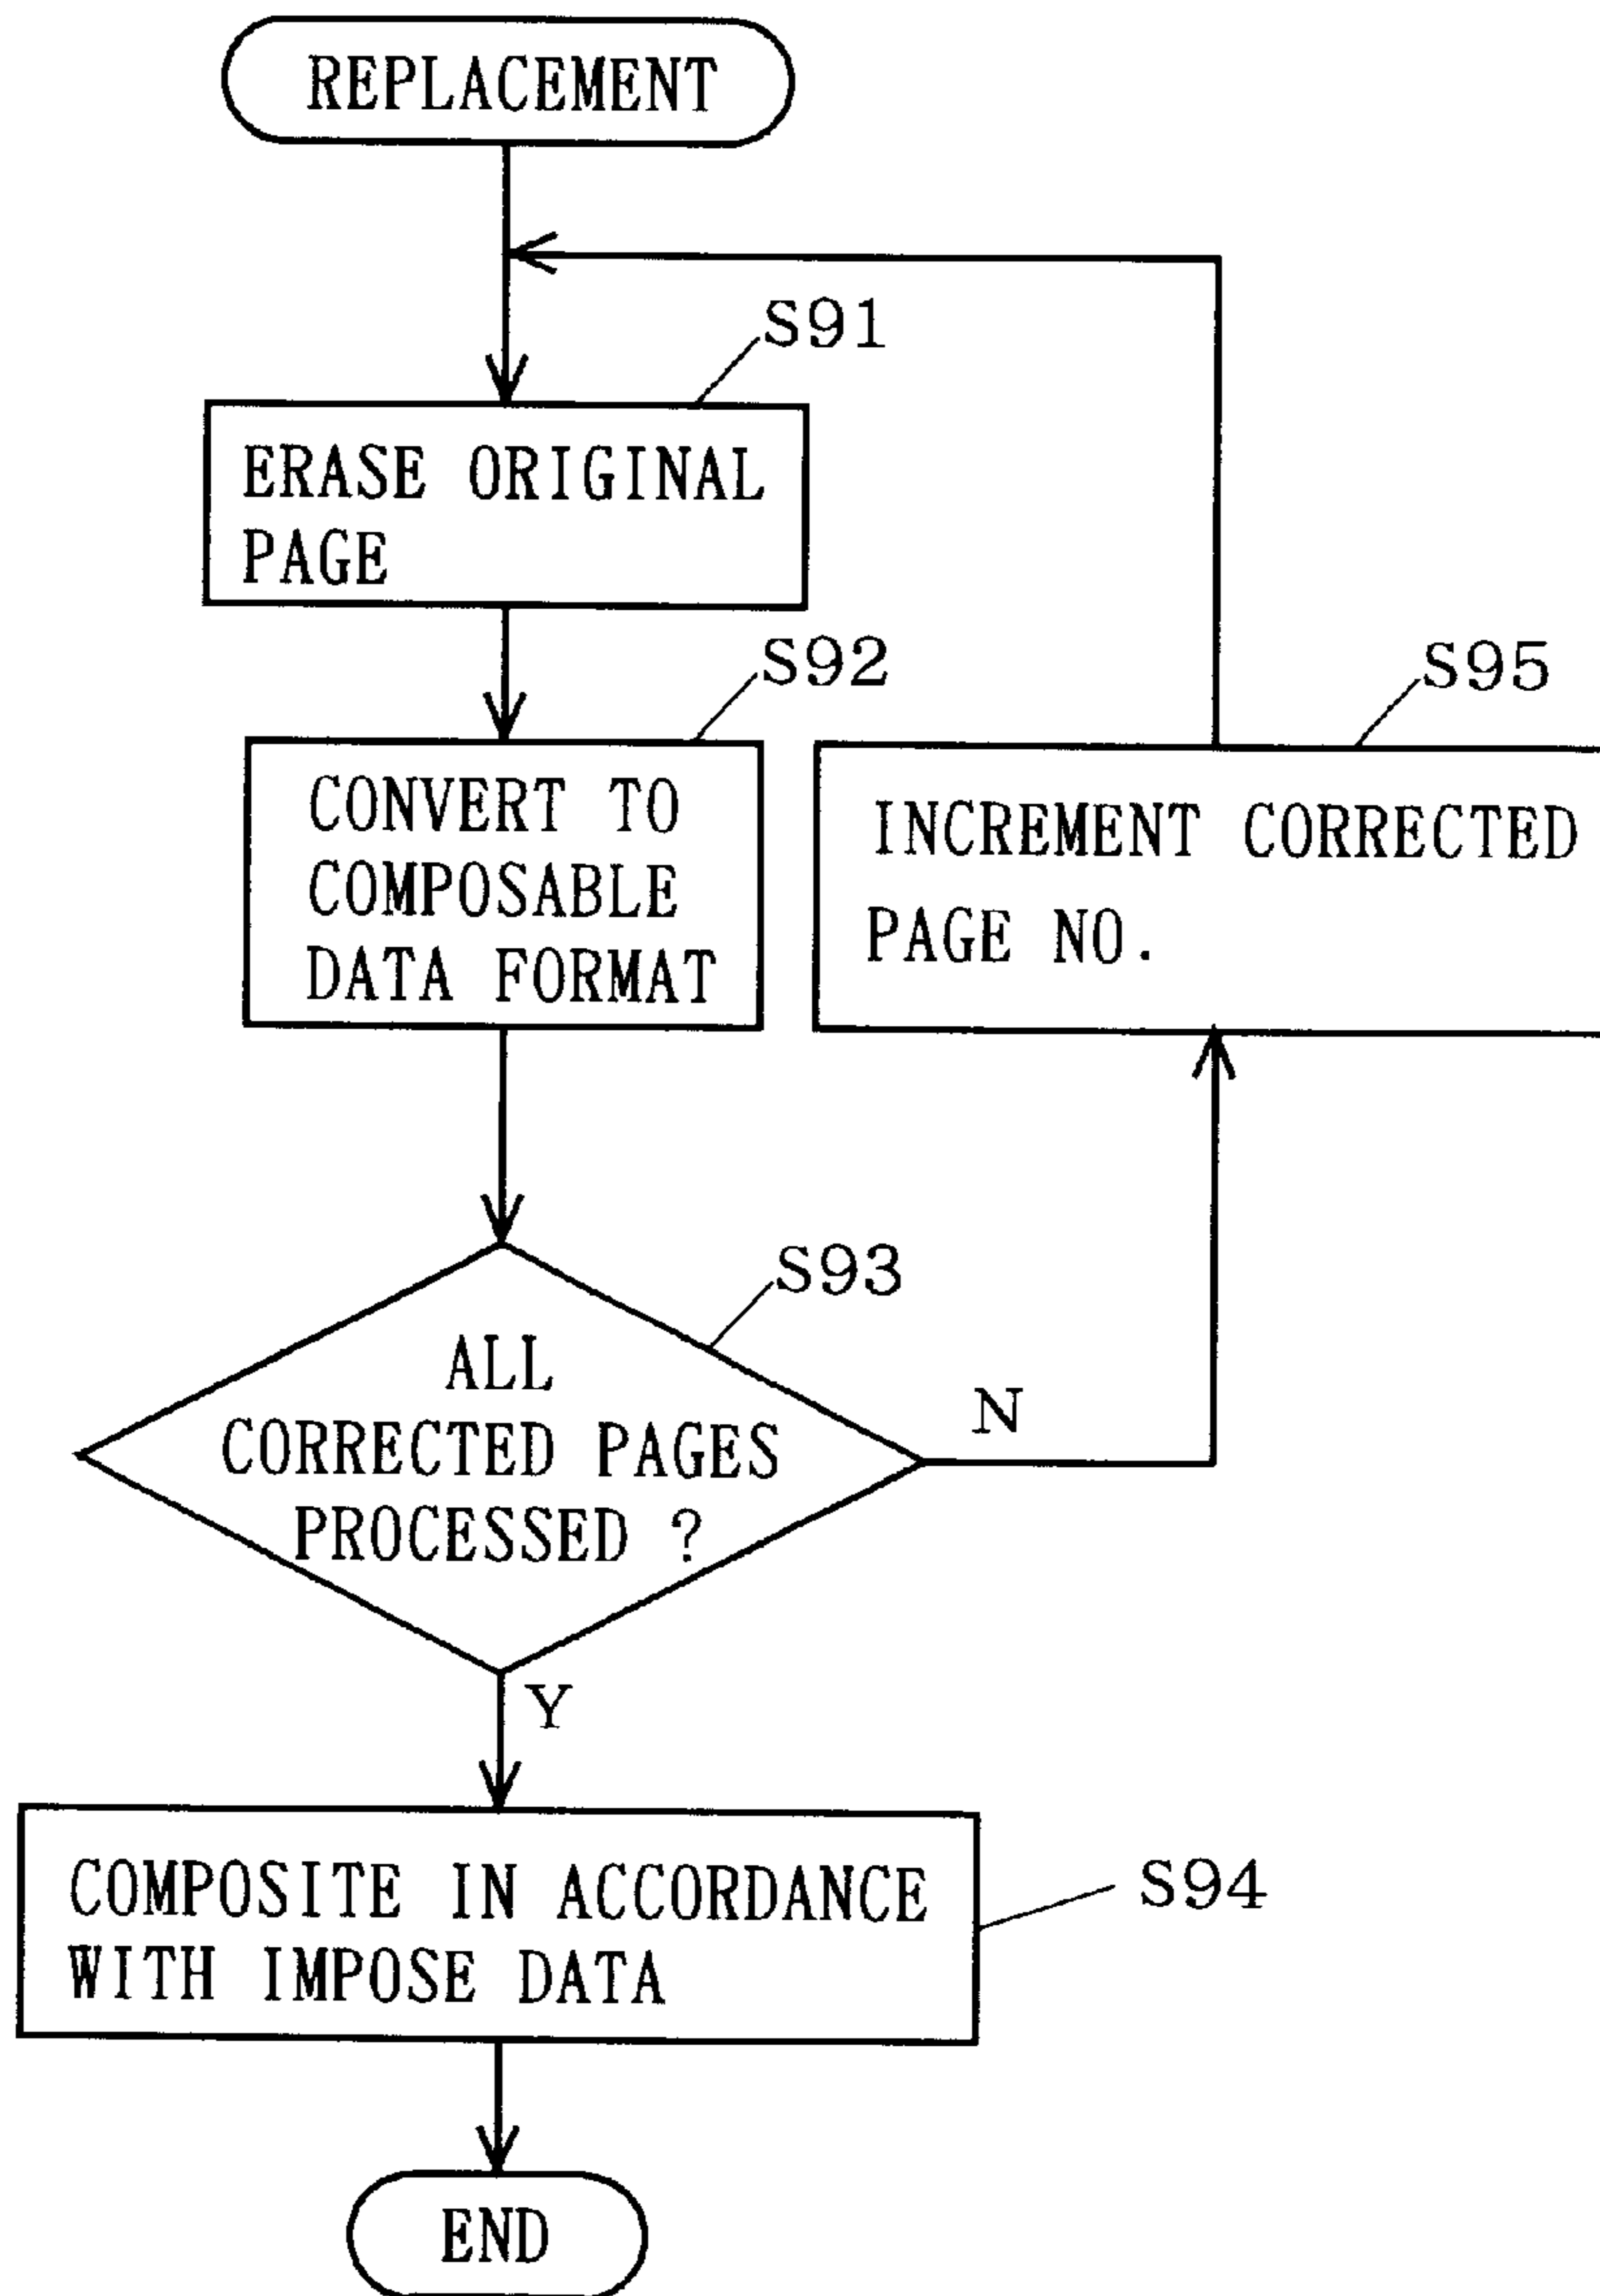 REPLACEMENT
S91
ERASE ORIGINAL
PAGE
S92
CONVERT TO
COMPOSABLE
DATA FORMAT
S95
INCREMENT CORRECTED
PAGE NO.
S93
ALL
CORRECTED PAGES
PROCESSED ?
N
Y
COMPOSITE IN ACCORDANCE
WITH IMPOSE DATA
S94
END